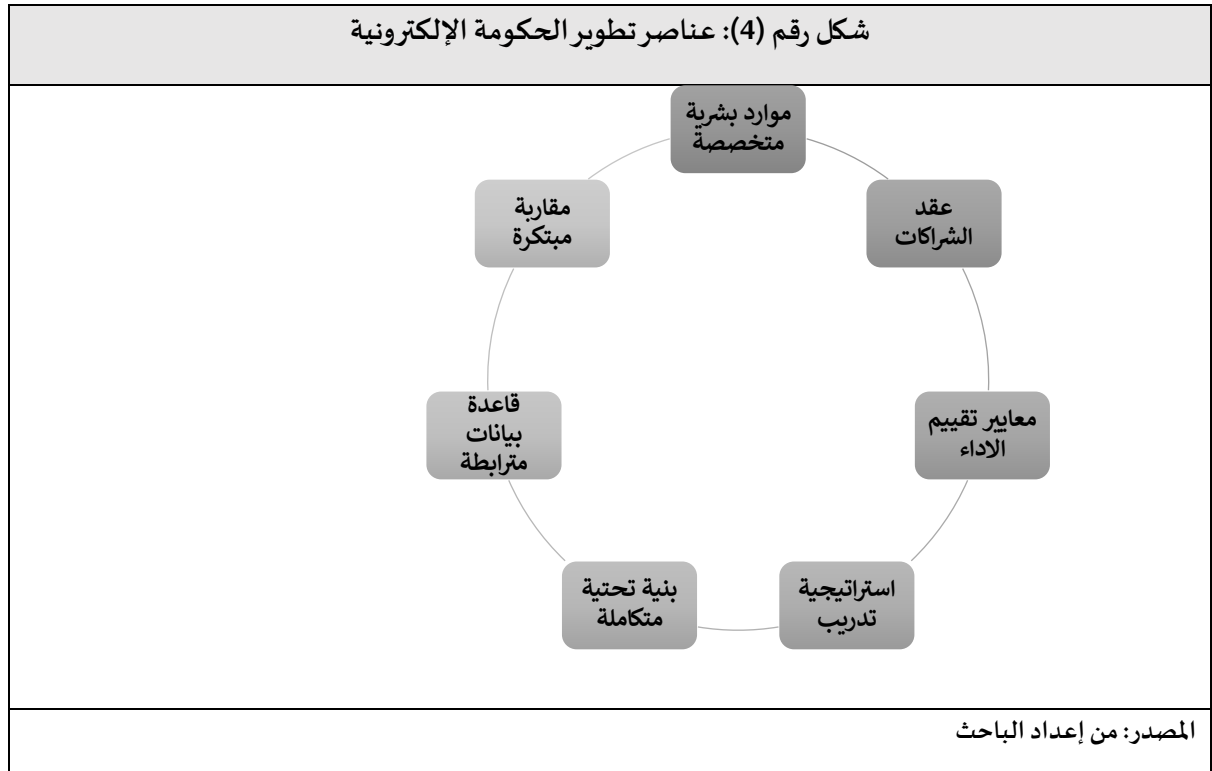 شكل رقم (4): عناصر تطوير الحكومة الإلكترونية
موارد بشرية
متخصصة
عقد
الشراكات
معايير تقييم
الاداء
استراتيجية
تدريب
بنية تحتية
متكاملة
قاعدة
بيانات
مترابطة
مقاربة
مبتكرة
المصدر: من إعداد الباحث